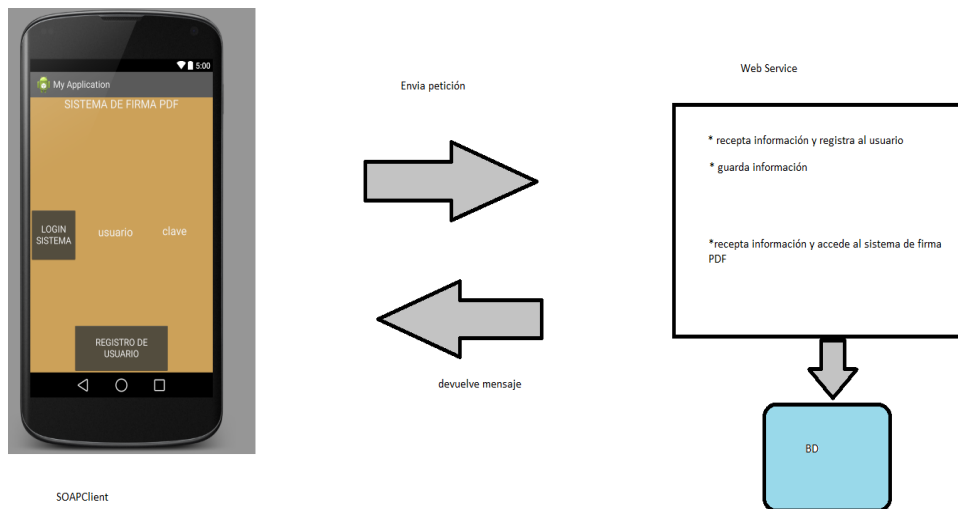 5:00
My Application
SISTEMA DE FIRMA PDF
LOGIN
SISTEMA
usuario
clave
REGISTRO DE
USUARIO
SOAPClient
Envia petición
devuelve mensaje
Web Service
* recepta información y registra al usuario
* guarda información
*recepta información y accede al sistema de firma
PDF
BD